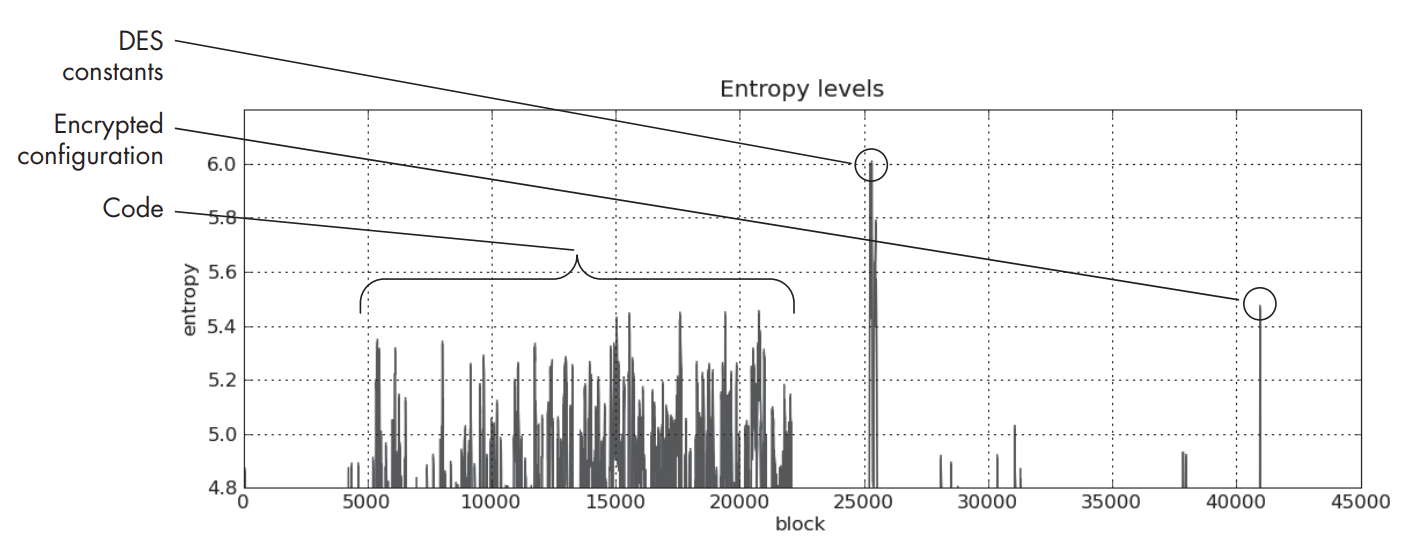 DES
constants
Entropy levels
Encrypted
configuration
Code
6.0
5.8
5.6
5.4
5.2
5.0
4.8
entropy
0 5000 10000 15000 20000 25000 30000 35000 40000 45000
block